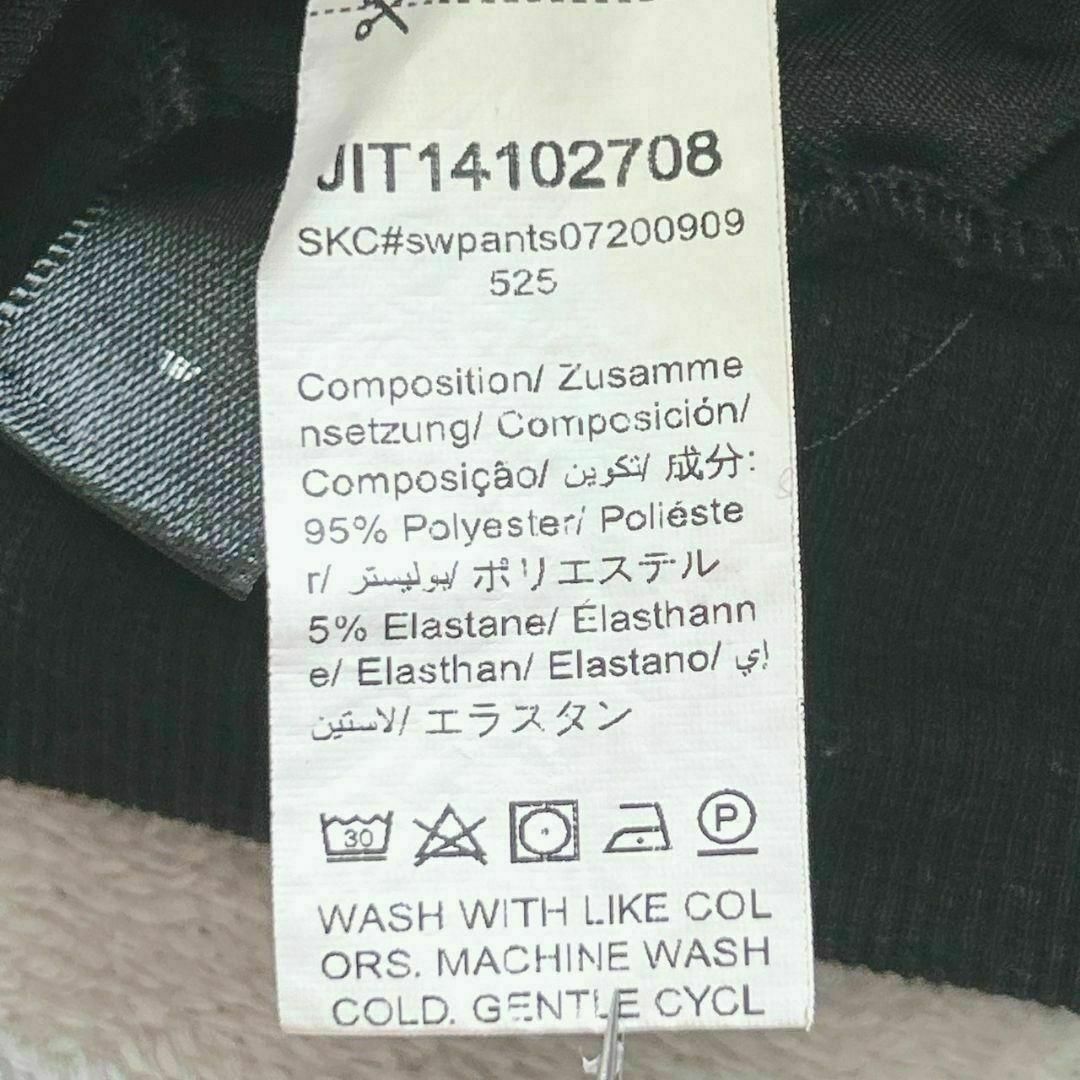 JIT14102708
SKC#swpants07200909
525
Composition/ Zusamme
nsetzung/ Composición/
Composição/ تكوين/ 成分:
95% Polyester/ Poliéste
r/ بوليستر/ ポリエステル
5% Elastane/ Élasthann
e/ Elasthan/ Elastano/ إي
لاستين/ エラスタン
30
P
WASH WITH LIKE COL
ORS. MACHINE WASH
COLD. GENTLE CYCL